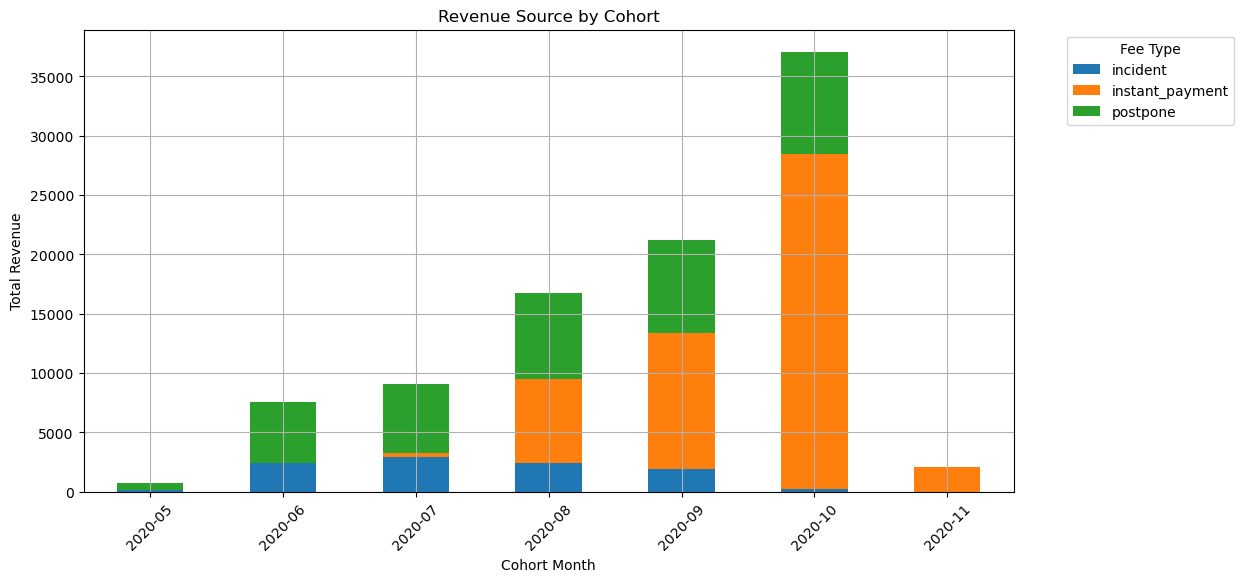 Revenue Source by Cohort
Total Revenue
35000
30000
25000
20000
15000
10000
5000
0
2020-05
2020-06
2020-07
2020-08
2020-09
2020-10
2020-11
Cohort Month
Fee Type
incident
instant_payment
postpone